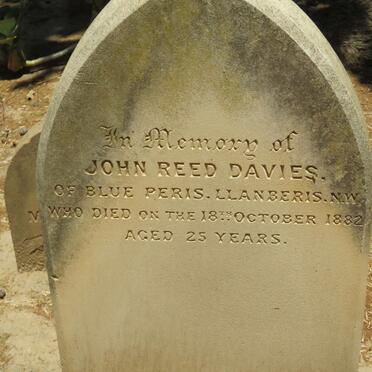 In Memory of
JOHN REED DAVIES.
OF BLUE PERIS. LLANBERIS. N.W.
WHO DIED ON THE 18TH OCTOBER 1882
AGED 25 YEARS.